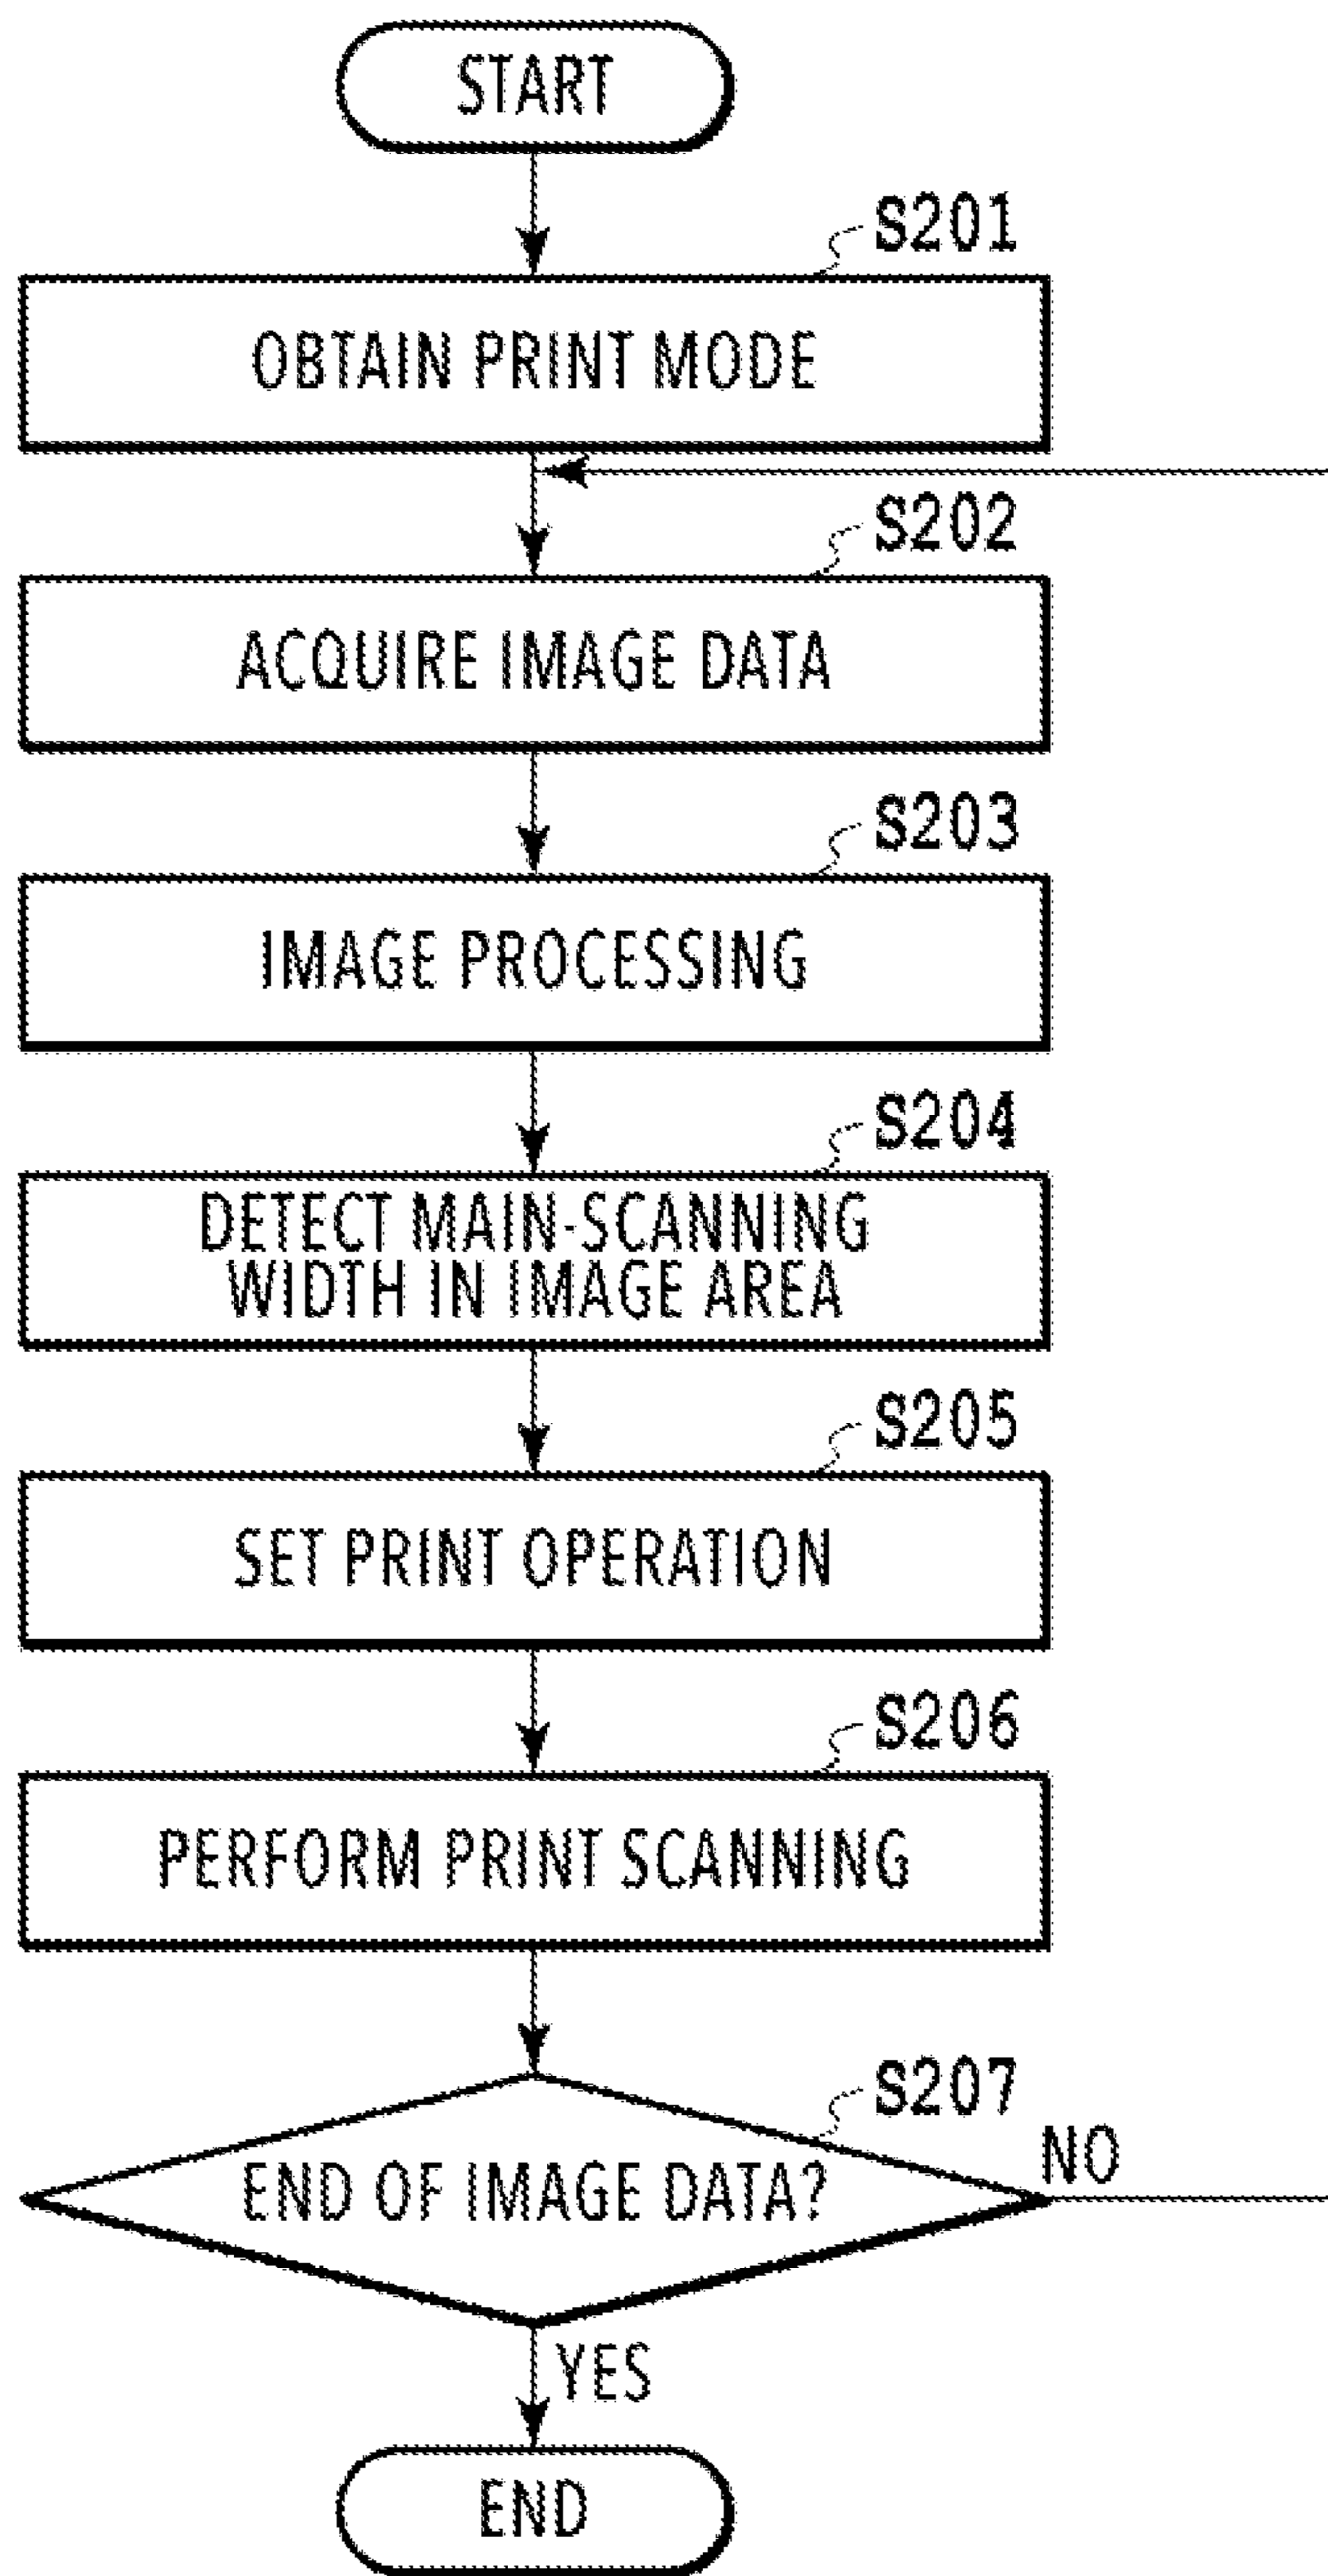 START
S201
OBTAIN PRINT MODE
S202
ACQUIRE IMAGE DATA
S203
IMAGE PROCESSING
S204
DETECT MAIN-SCANNING
WIDTH IN IMAGE AREA
S205
SET PRINT OPERATION
S206
PERFORM PRINT SCANNING
S207
END OF IMAGE DATA?
NO
YES
END